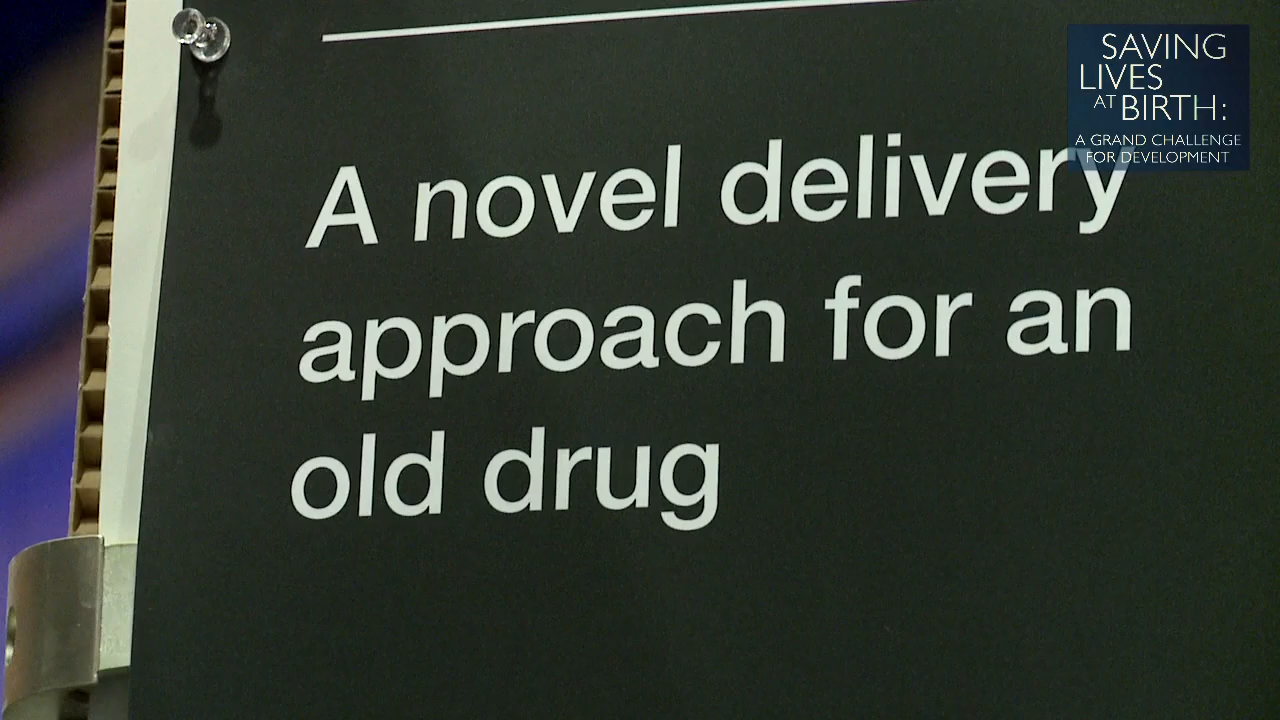 SAVING
LIVES
AT BIRTH:
A GRAND CHALLENGE
FOR DEVELOPMENT
A novel delivery
approach for an
old drug